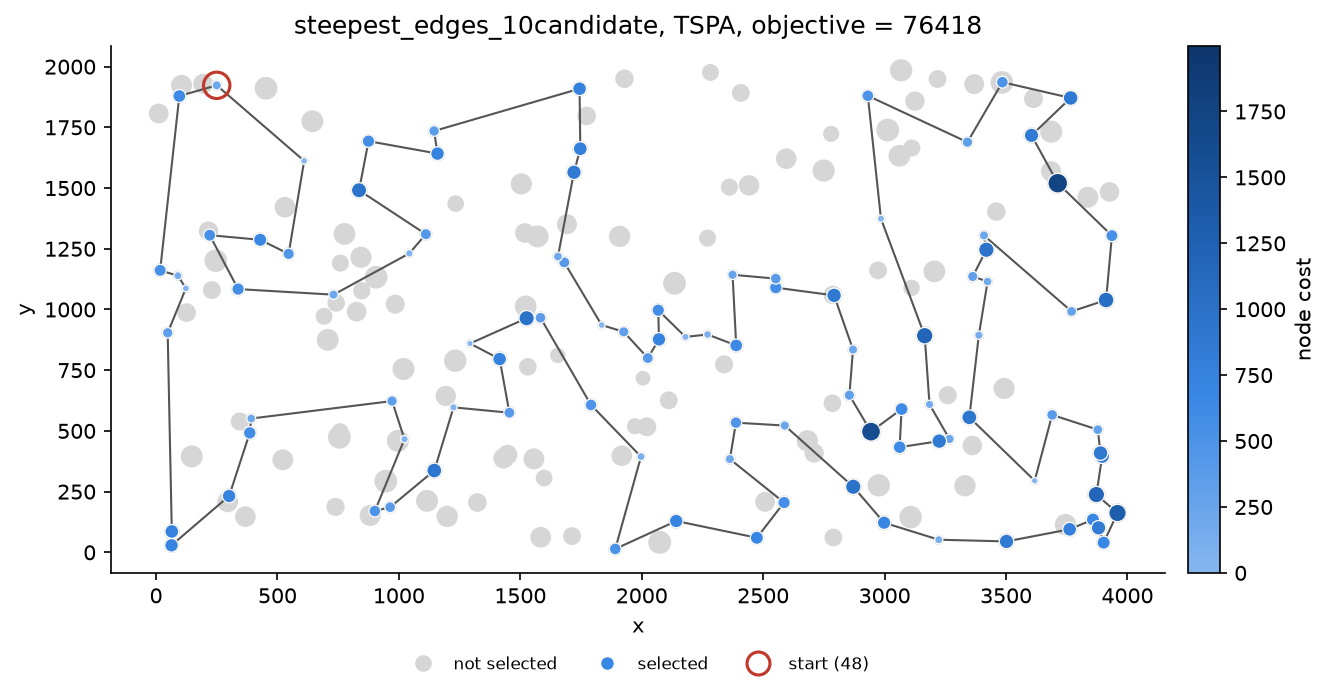 steepest_edges_10candidate, TSPA, objective = 76418
2000
1750
1500
1250
1000
750
500
250
0
y
0 500 1000 1500 2000 2500 3000 3500 4000
x
1750
1500
1250
1000
750
500
250
0
node cost
not selected selected start (48)